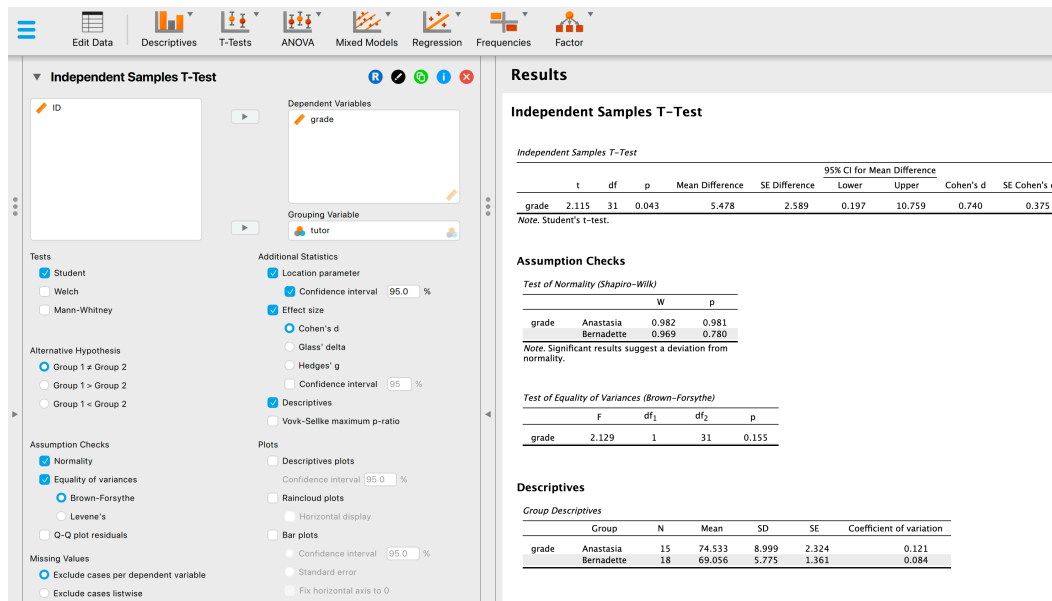 Edit Data
Descriptives
T-Tests
ANOVA
Mixed Models
Regression
Frequencies
Factor
Independent Samples T-Test
R
i
ID
Dependent Variables
grade
Grouping Variable
tutor
Tests
Student
Welch
Mann-Whitney
Alternative Hypothesis
Group 1 ≠ Group 2
Group 1 > Group 2
Group 1 < Group 2
Assumption Checks
Normality
Equality of variances
Brown-Forsythe
Levene's
Q-Q plot residuals
Missing Values
Exclude cases per dependent variable
Exclude cases listwise
Additional Statistics
Location parameter
Confidence interval 95.0 %
Effect size
Cohen's d
Glass' delta
Hedges' g
Confidence interval 95 %
Descriptives
Vovk-Sellke maximum p-ratio
Plots
Descriptives plots
Confidence interval 95.0 %
Raincloud plots
Horizontal display
Bar plots
Confidence interval 95.0 %
Standard error
Fix horizontal axis to 0
Results
Independent Samples T-Test
Independent Samples T-Test
95% CI for Mean Difference
t df p Mean Difference SE Difference Lower Upper Cohen's d SE Cohen's
grade 2.115 31 0.043 5.478 2.589 0.197 10.759 0.740 0.375
Note. Student's t-test.
Assumption Checks
Test of Normality (Shapiro-Wilk)
W p
grade Anastasia 0.982 0.981
Bernadette 0.969 0.780
Note. Significant results suggest a deviation from
normality.
Test of Equality of Variances (Brown-Forsythe)
F df₁ df₂ p
grade 2.129 1 31 0.155
Descriptives
Group Descriptives
Group N Mean SD SE Coefficient of variation
grade Anastasia 15 74.533 8.999 2.324 0.121
Bernadette 18 69.056 5.775 1.361 0.084